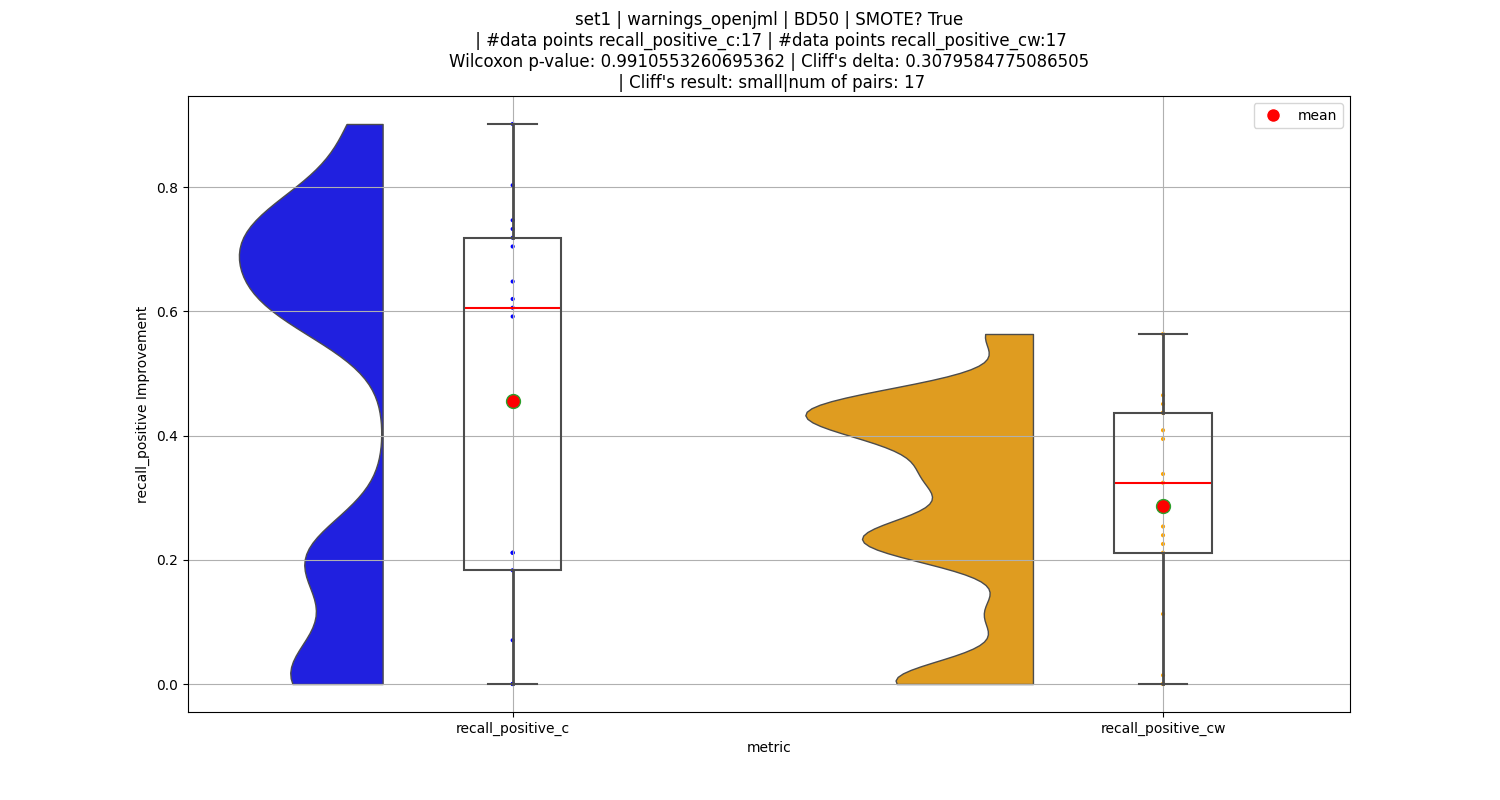 set1 | warnings_openjml | BD50 | SMOTE? True
| #data points recall_positive_c:17 | #data points recall_positive_cw:17
Wilcoxon p-value: 0.9910553260695362 | Cliff's delta: 0.3079584775086505
| Cliff's result: small|num of pairs: 17
mean
recall_positive Improvement
0.8
0.6
0.4
0.2
0.0
recall_positive_c
recall_positive_cw
metric